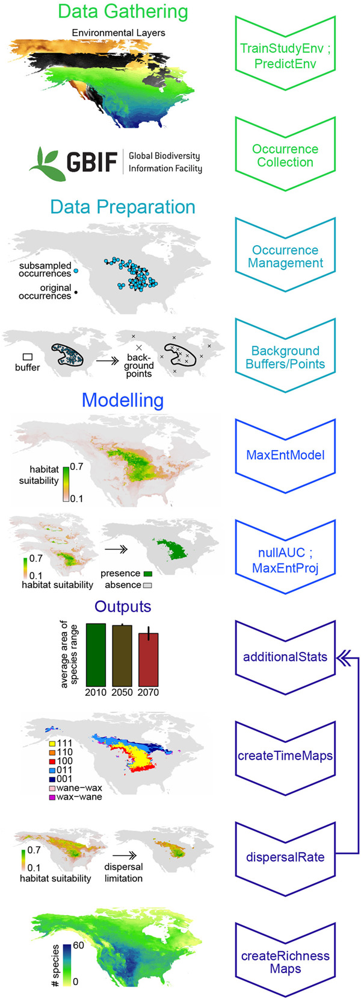 Data Gathering
Environmental Layers
TrainStudyEnv ;
PredictEnv
GBIF
Global Biodiversity
Information Facility
Occurrence
Collection
Data Preparation
subsampled
occurrences
original
occurrences
Occurrence
Management
buffer
back-
ground
points
Background
Buffers/Points
Modelling
habitat
suitability
0.7
0.1
MaxEntModel
0.7
0.1
habitat suitability
presence
absence
nullAUC ;
MaxEntProj
Outputs
average area of
species range
2010
2050
2070
additionalStats
111
110
100
011
001
wane-wax
wax-wane
createTimeMaps
0.7
0.1
habitat suitability
dispersal
limitation
dispersalRate
# species
60
0
createRichness
Maps